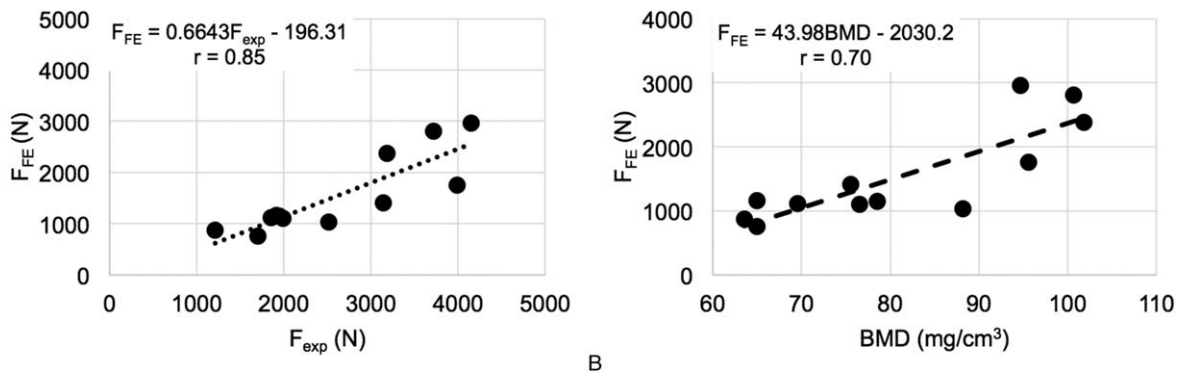 F_FE = 0.6643F_exp - 196.31
r = 0.85
5000
4000
3000
2000
1000
0
F_FE (N)
0 1000 2000 3000 4000 5000
F_exp (N)
F_FE = 43.98BMD - 2030.2
r = 0.70
4000
3000
2000
1000
0
F_FE (N)
60 70 80 90 100 110
BMD (mg/cm³)
B